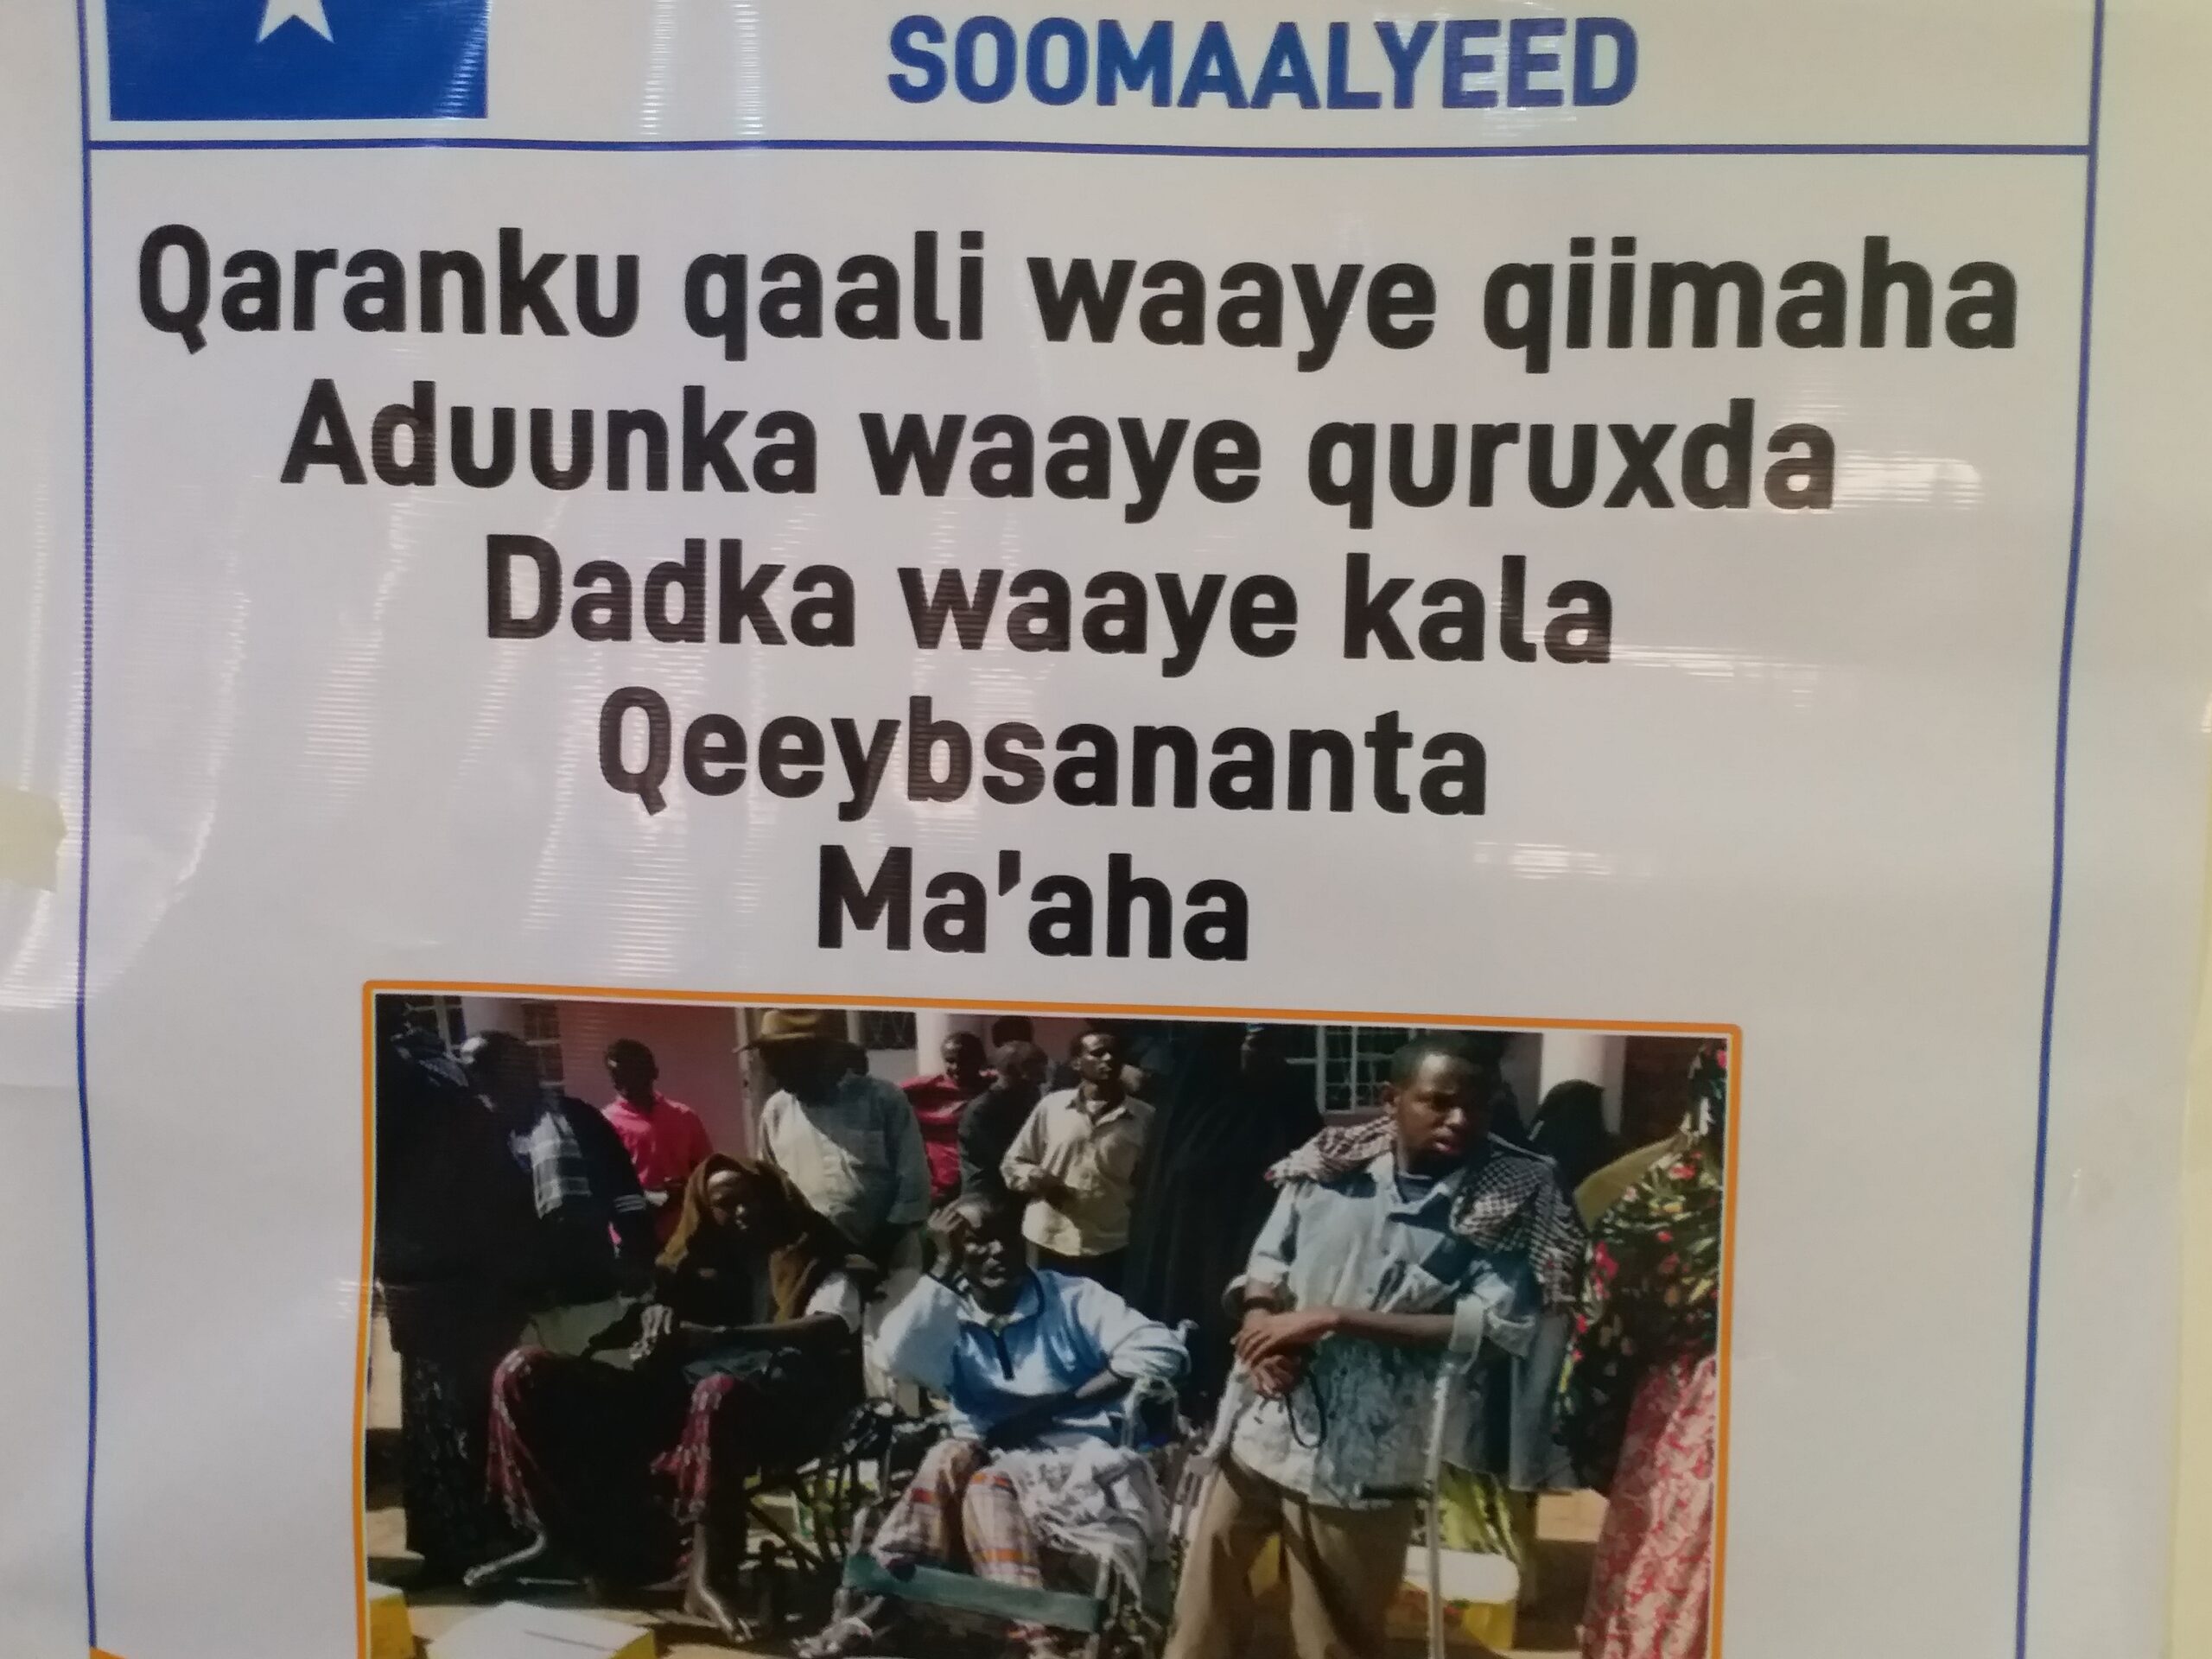 SOOMAALYEED
Qaranku qaali waaye qiimaha
Aduunka waaye quruxda
Dadka waaye kala
Qeeybsananta
Ma'aha